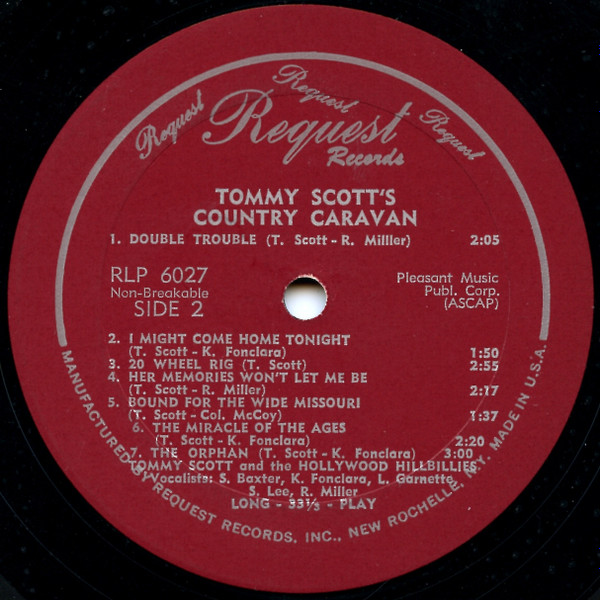 Request
Request
Request
Request
Records
TOMMY SCOTT'S
COUNTRY CARAVAN
1. DOUBLE TROUBLE (T. Scott - R. Milller) 2:05
RLP 6027
Non-Breakable
SIDE 2
Pleasant Music
Publ. Corp.
(ASCAP)
2. I MIGHT COME HOME TONIGHT
(T. Scott - K. Fonclara) 1:50
3. 20 WHEEL RIG (T. Scott) 2:55
4. HER MEMORIES WON'T LET ME BE
(T. Scott - R. Miller) 2:17
5. BOUND FOR THE WIDE MISSOURI
(T. Scott - Col. McCoy) 1:37
6. THE MIRACLE OF THE AGES
(T. Scott - K. Fonclara) 2:20
7. THE ORPHAN (T. Scott - K. Fonclara) 3:00
TOMMY SCOTT and the HOLLYWOOD HILLBILLIES
Vocalists: S. Baxter, K. Fonclara, L. Garnette
S. Lee, R. Miller
LONG - 33⅓ - PLAY
MANUFACTURED BY REQUEST RECORDS, INC., NEW ROCHELLE, N.Y. MADE IN U.S.A.